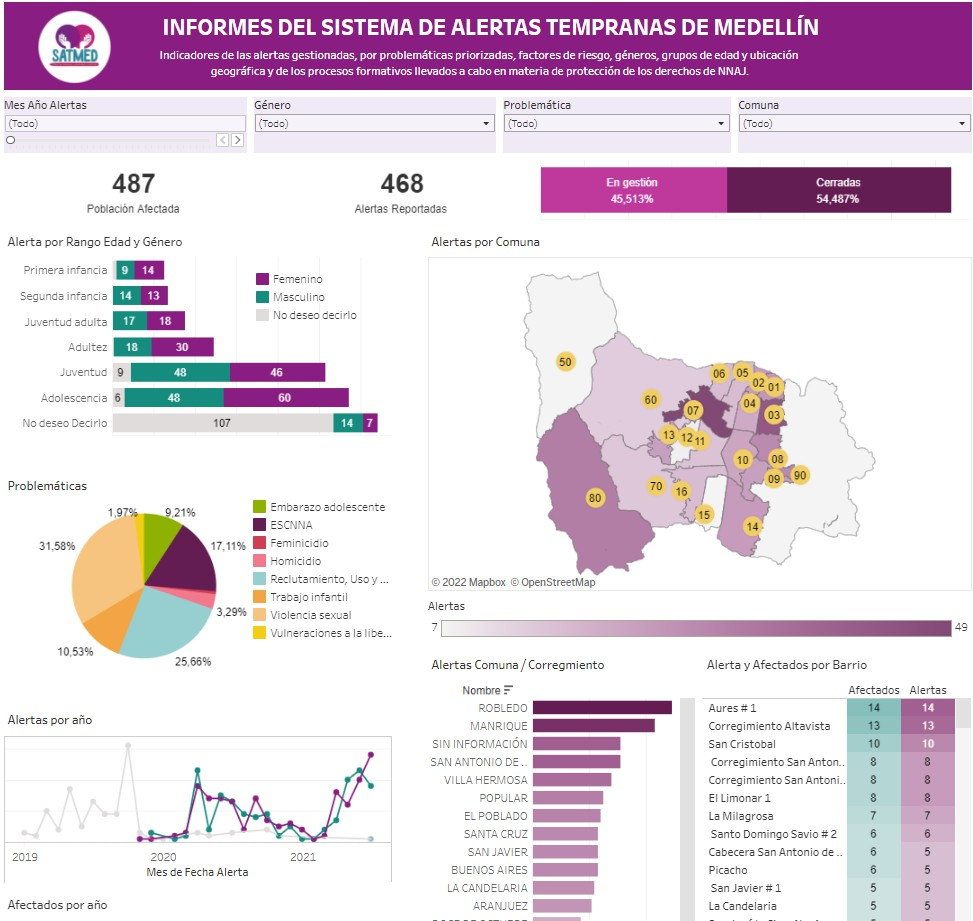 SATMED
INFORMES DEL SISTEMA DE ALERTAS TEMPRANAS DE MEDELLÍN
Indicadores de las alertas gestionadas, por problemáticas priorizadas, factores de riesgo, géneros, grupos de edad y ubicación
geográfica y de los procesos formativos llevados a cabo en materia de protección de los derechos de NNAJ.
Mes Año Alertas
(Todo)
Género
(Todo)
Problemática
(Todo)
Comuna
(Todo)
487
Población Afectada
468
Alertas Reportadas
En gestión
45,513%
Cerradas
54,487%
Alerta por Rango Edad y Género
Primera infancia 9 14
Segunda infancia 14 13
Juventud adulta 17 18
Adultez 18 30
Juventud 9 48 46
Adolescencia 6 48 60
No deseo Decirlo 107 14 7
Femenino
Masculino
No deseo decirlo
Alertas por Comuna
50
06
05
02
01
60
07
04
03
13
12
11
10
08
09
90
80
70
16
15
14
© 2022 Mapbox © OpenStreetMap
Alertas
7
49
Problemáticas
1,97%
9,21%
31,58%
17,11%
3,29%
10,53%
25,66%
Embarazo adolescente
ESCNNA
Feminicidio
Homicidio
Reclutamiento, Uso y ...
Trabajo infantil
Violencia sexual
Vulneraciones a la libe...
Alertas por año
2019
2020
2021
Mes de Fecha Alerta
Afectados por año
Alertas Comuna / Corregmiento
Nombre
ROBLEDO
MANRIQUE
SIN INFORMACIÓN
SAN ANTONIO DE ..
VILLA HERMOSA
POPULAR
EL POBLADO
SANTA CRUZ
SAN JAVIER
BUENOS AIRES
LA CANDELARIA
ARANJUEZ
Alerta y Afectados por Barrio
Afectados Alertas
Aures # 1 14 14
Corregimiento Altavista 13 13
San Cristobal 10 10
Corregimiento San Anton.. 8 8
Corregimiento San Antoni.. 8 8
El Limonar 1 8 8
La Milagrosa 7 7
Santo Domingo Savio # 2 6 6
Cabecera San Antonio de .. 6 5
Picacho 6 5
San Javier # 1 5 5
La Candelaria 5 5